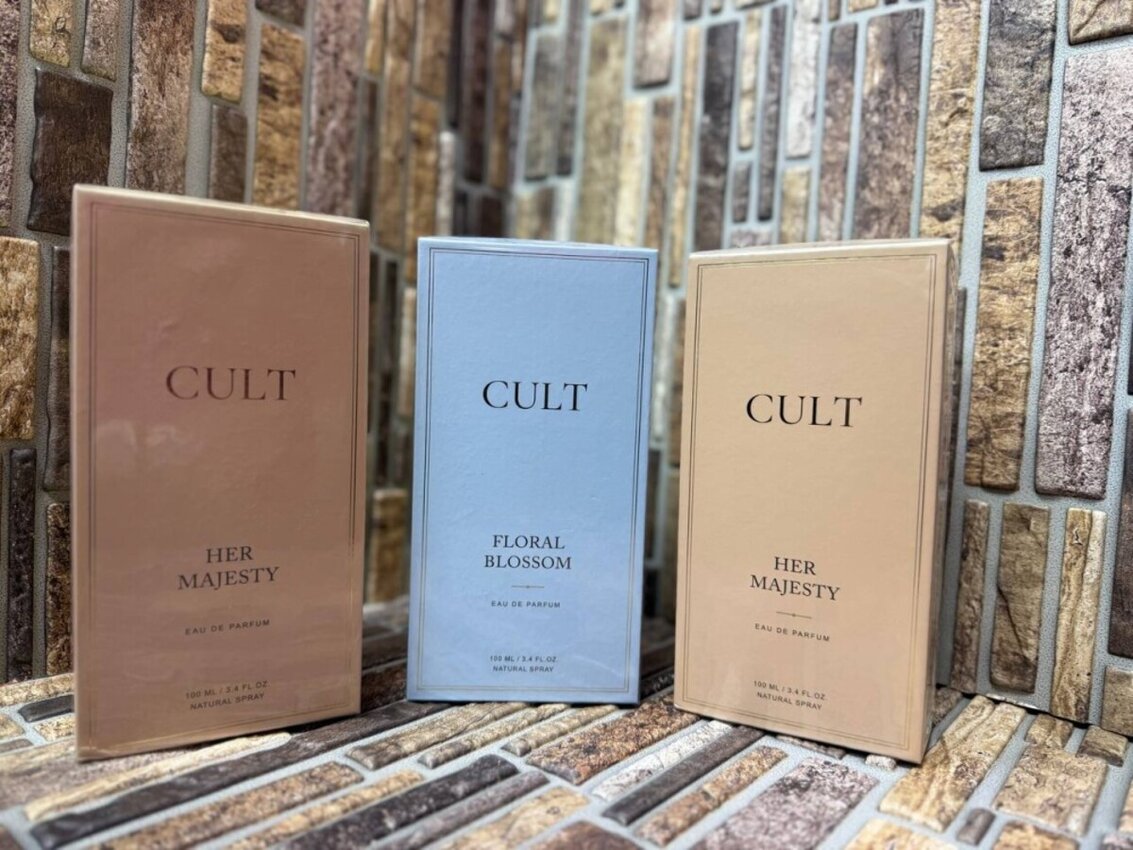 CULT
HER
MAJESTY
EAU DE PARFUM
100 ML / 3.4 FL.OZ.
NATURAL SPRAY
CULT
FLORAL
BLOSSOM
EAU DE PARFUM
100 ML / 3.4 FL.OZ.
NATURAL SPRAY
CULT
HER
MAJESTY
EAU DE PARFUM
100 ML / 3.4 FL.OZ.
NATURAL SPRAY